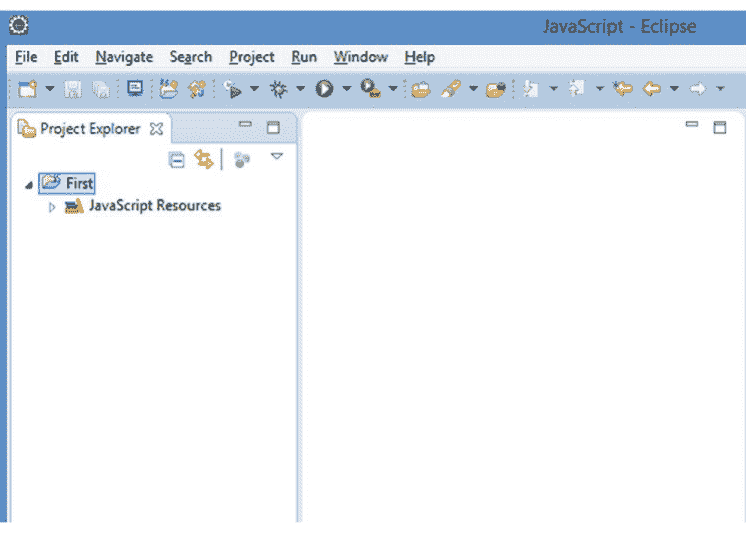 JavaScript - Eclipse
File Edit Navigate Search Project Run Window Help
Project Explorer
First
JavaScript Resources